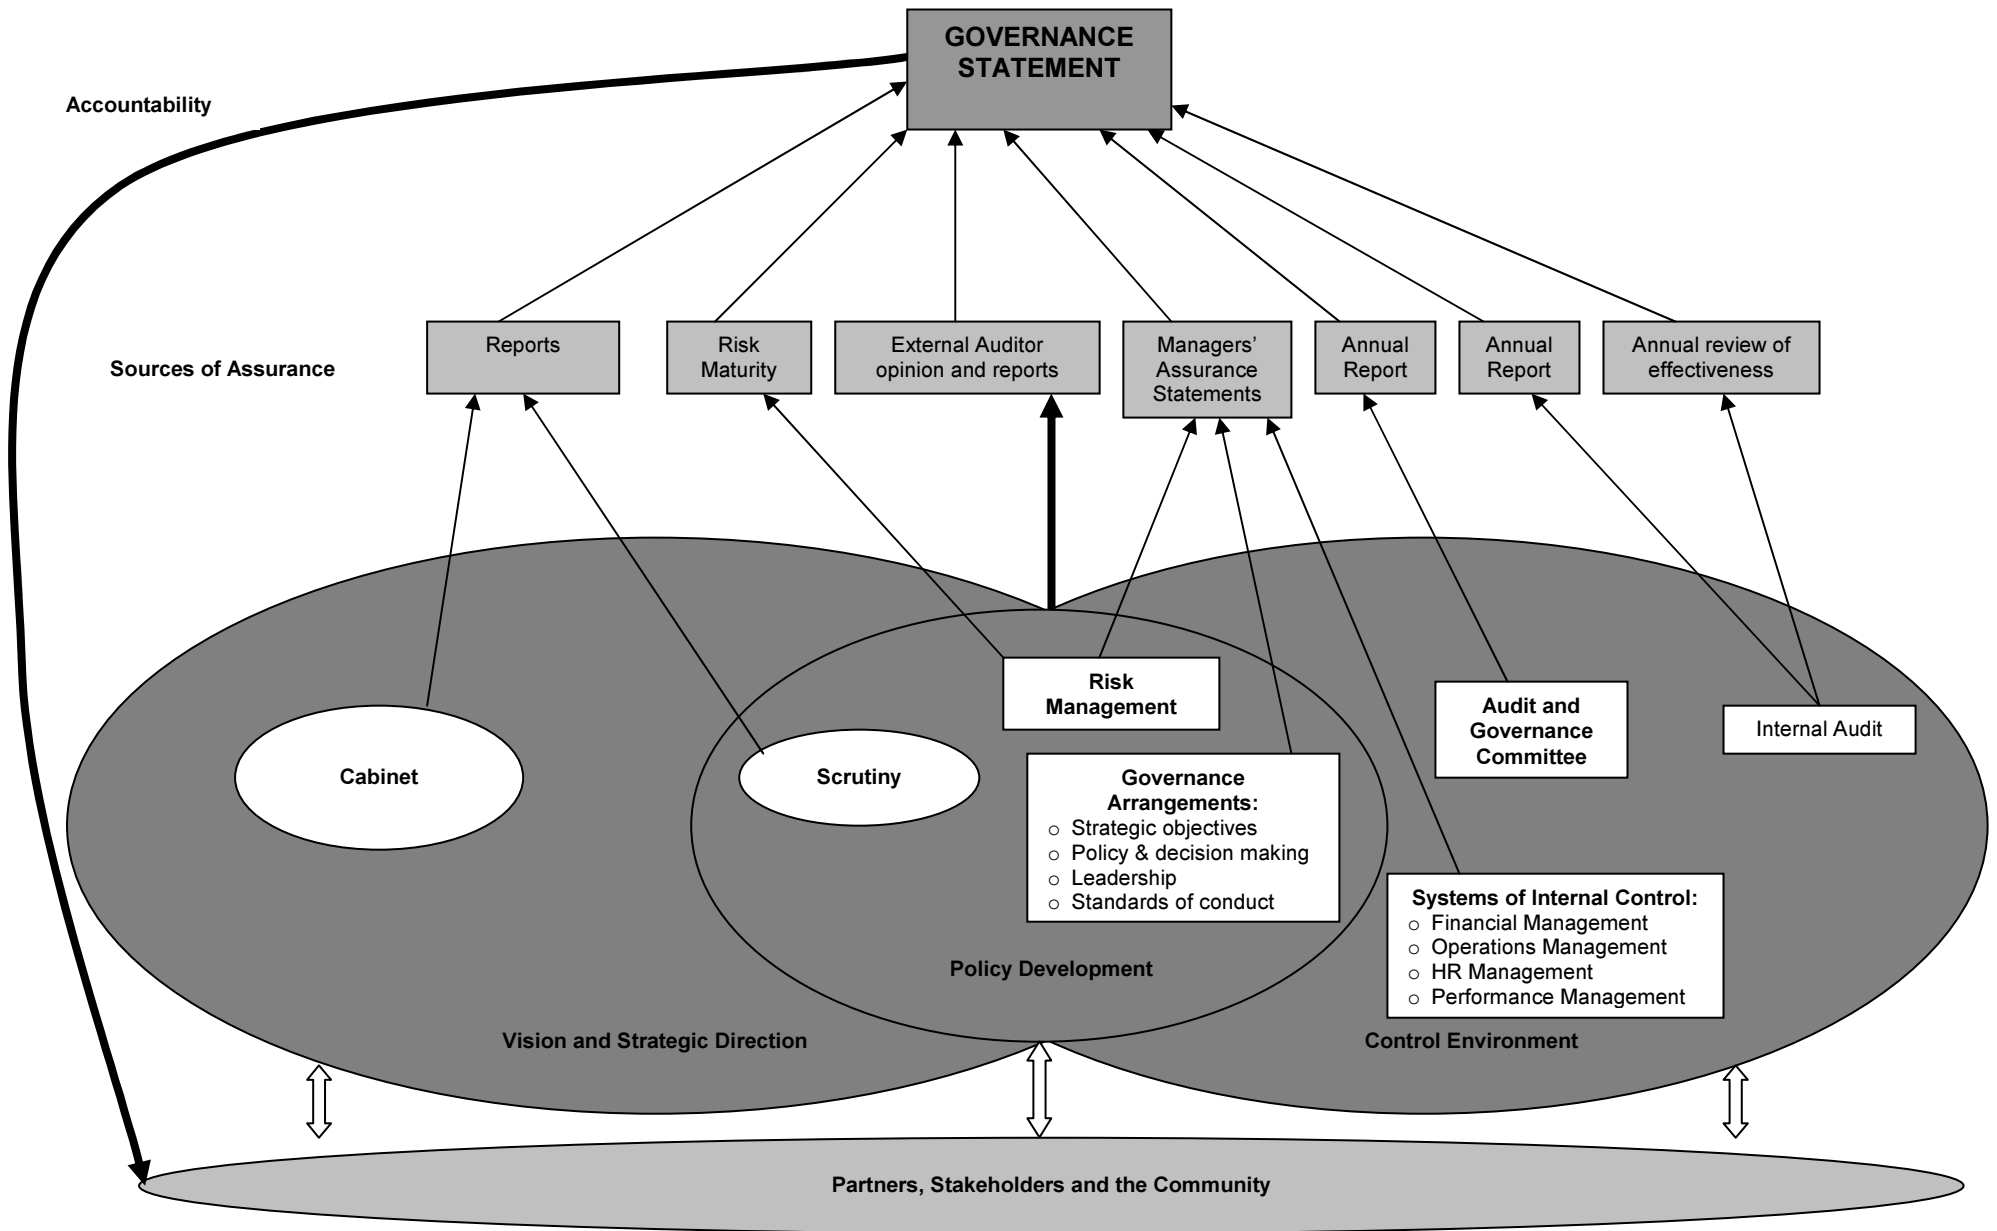 GOVERNANCE
STATEMENT
Accountability
Sources of Assurance
Reports
Risk
Maturity
External Auditor
opinion and reports
Managers’
Assurance
Statements
Annual
Report
Annual
Report
Annual review of
effectiveness
Cabinet
Scrutiny
Risk
Management
Governance
Arrangements:
○ Strategic objectives
○ Policy & decision making
○ Leadership
○ Standards of conduct
Audit and
Governance
Committee
Internal Audit
Systems of Internal Control:
○ Financial Management
○ Operations Management
○ HR Management
○ Performance Management
Policy Development
Vision and Strategic Direction
Control Environment
Partners, Stakeholders and the Community